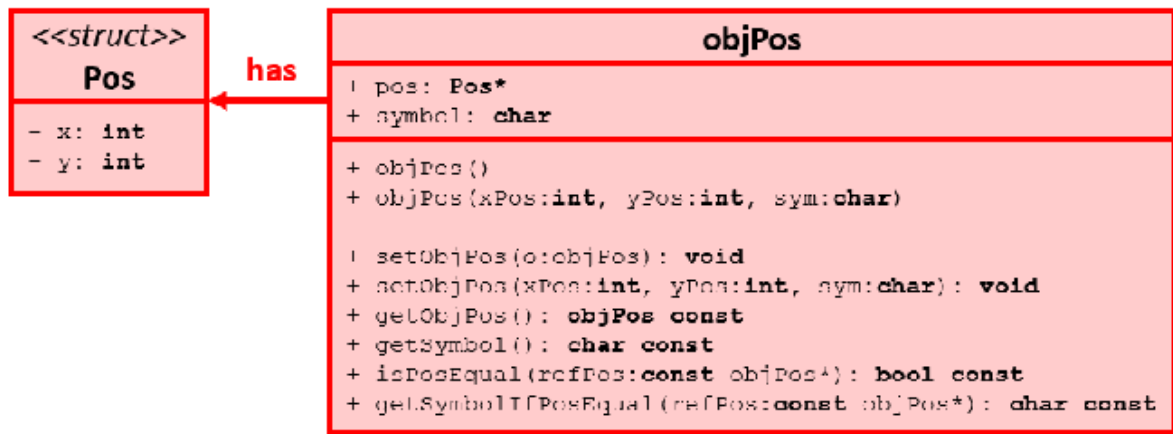 <<struct>>
Pos
- x: int
- y: int
has
objPos
+ pos: Pos*
+ symbol: char
+ objPos()
+ objPos(xPos:int, yPos:int, sym:char)
+ setObjPos(o:objPos): void
+ setObjPos(xPos:int, yPos:int, sym:char): void
+ getObjPos(): objPos const
+ getSymbol(): char const
+ isPosEqual(refPos:const objPos*): bool const
+ getSymbolIfPosEqual(refPos:const objPos*): char const